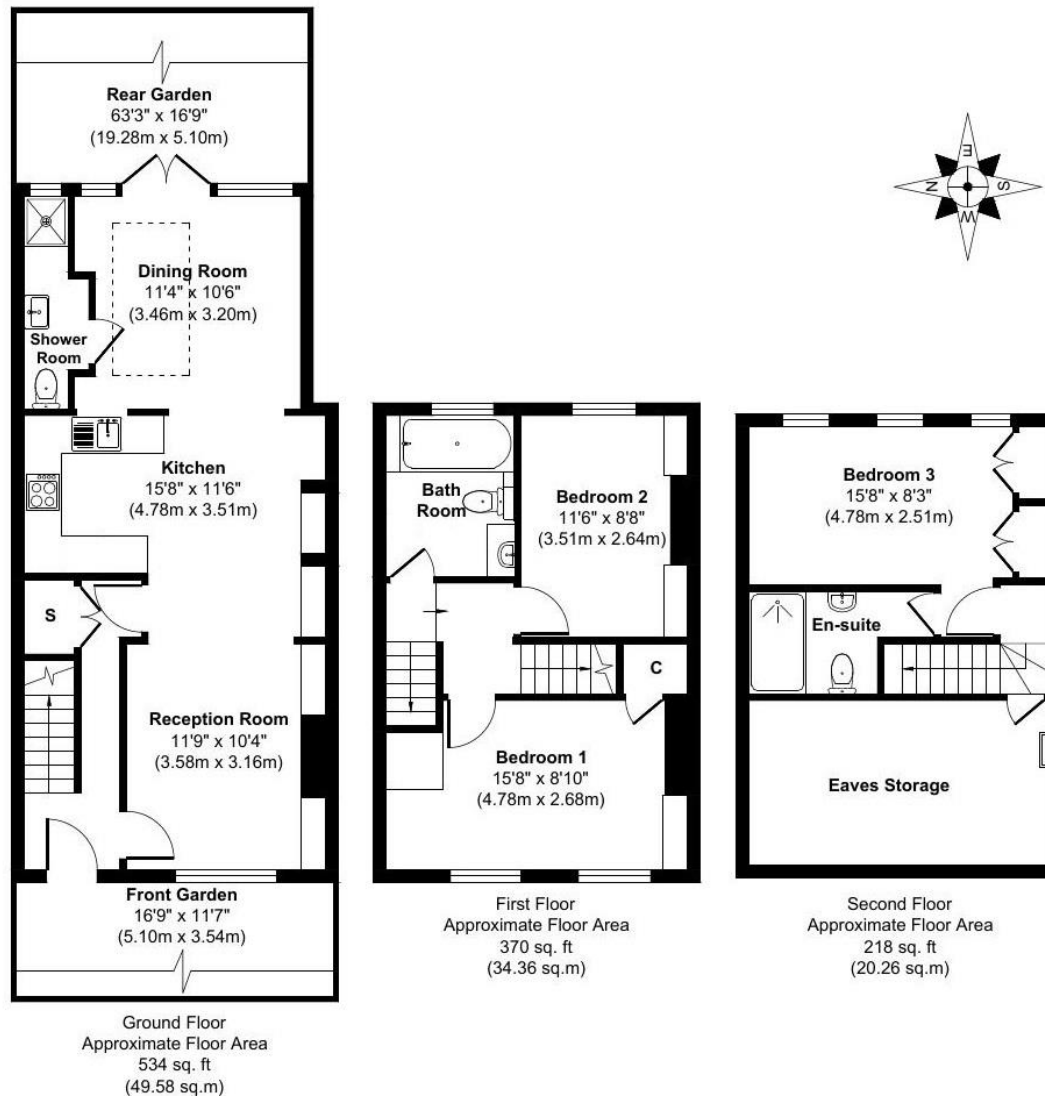 Rear Garden
63'3" x 16'9"
(19.28m x 5.10m)
E
N
S
W
Dining Room
11'4" x 10'6"
(3.46m x 3.20m)
Shower
Room
Kitchen
15'8" x 11'6"
(4.78m x 3.51m)
S
Reception Room
11'9" x 10'4"
(3.58m x 3.16m)
Front Garden
16'9" x 11'7"
(5.10m x 3.54m)
Ground Floor
Approximate Floor Area
534 sq. ft
(49.58 sq.m)
Bath
Room
Bedroom 2
11'6" x 8'8"
(3.51m x 2.64m)
C
Bedroom 1
15'8" x 8'10"
(4.78m x 2.68m)
First Floor
Approximate Floor Area
370 sq. ft
(34.36 sq.m)
Bedroom 3
15'8" x 8'3"
(4.78m x 2.51m)
En-suite
Eaves Storage
Second Floor
Approximate Floor Area
218 sq. ft
(20.26 sq.m)